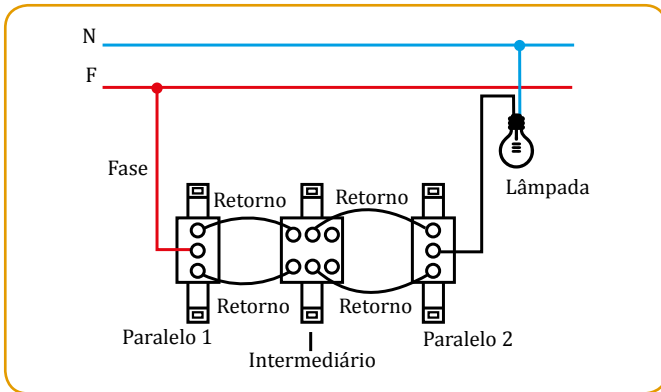 N
F
Fase
Retorno
Retorno
Lâmpada
Retorno
Retorno
Paralelo 1
Paralelo 2
Intermediário